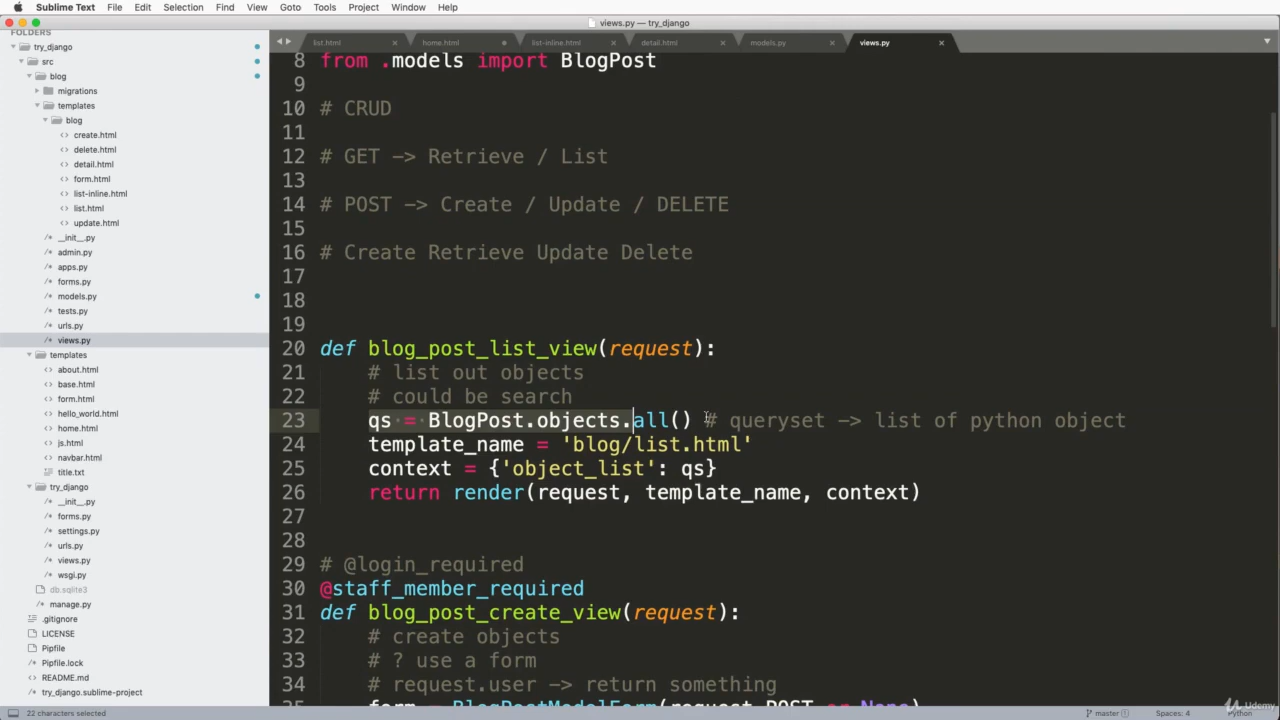 Sublime Text File Edit Selection Find View Goto Tools Project Window Help
views.py — try_django
FOLDERS
list.html home.html list-inline.html detail.html models.py views.py
try_django
src
blog
migrations
templates
blog
create.html
delete.html
detail.html
form.html
list-inline.html
list.html
update.html
__init__.py
admin.py
apps.py
forms.py
models.py
tests.py
urls.py
views.py
templates
about.html
base.html
form.html
hello_world.html
home.html
navbar.html
title.txt
try_django
__init__.py
forms.py
settings.py
urls.py
views.py
wsgi.py
db.sqlite3
manage.py
.gitignore
LICENSE
Pipfile
Pipfile.lock
README.md
try_django.sublime-project
8 from .models import BlogPost
9
10 # CRUD
11
12 # GET -> Retrieve / List
13
14 # POST -> Create / Update / DELETE
15
16 # Create Retrieve Update Delete
17
18
19
20 def blog_post_list_view(request):
21 # list out objects
22 # could be search
23 qs = BlogPost.objects.all() # queryset -> list of python object
24 template_name = 'blog/list.html'
25 context = {'object_list': qs}
26 return render(request, template_name, context)
27
28
29 # @login_required
30 @staff_member_required
31 def blog_post_create_view(request):
32 # create objects
33 # ? use a form
34 # request.user -> return something
35 form = BlogPostModelForm(request.POST or None)
22 characters selected master Spaces: 4 Python
Udemy